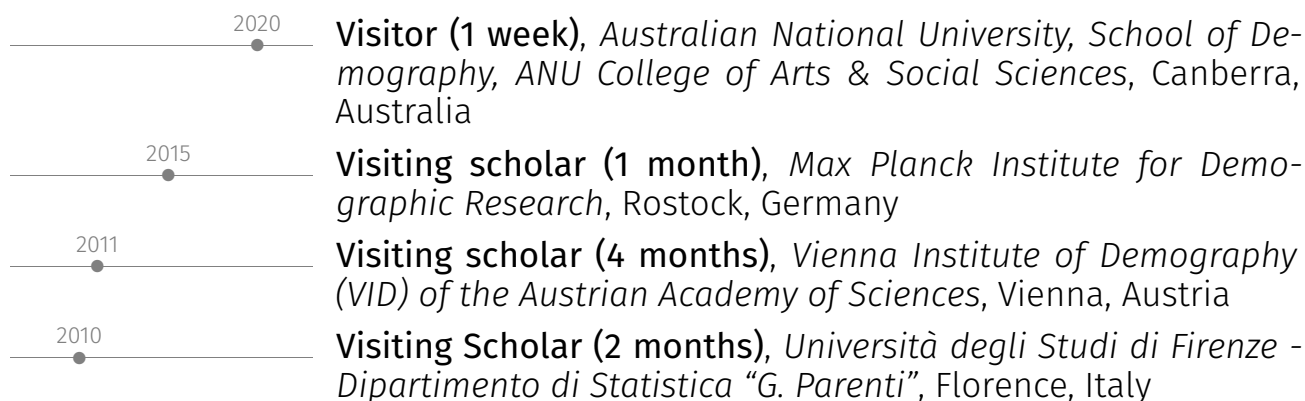 2020
Visitor (1 week), Australian National University, School of De-
mography, ANU College of Arts & Social Sciences, Canberra,
Australia
2015
Visiting scholar (1 month), Max Planck Institute for Demo-
graphic Research, Rostock, Germany
2011
Visiting scholar (4 months), Vienna Institute of Demography
(VID) of the Austrian Academy of Sciences, Vienna, Austria
2010
Visiting Scholar (2 months), Università degli Studi di Firenze -
Dipartimento di Statistica “G. Parenti”, Florence, Italy